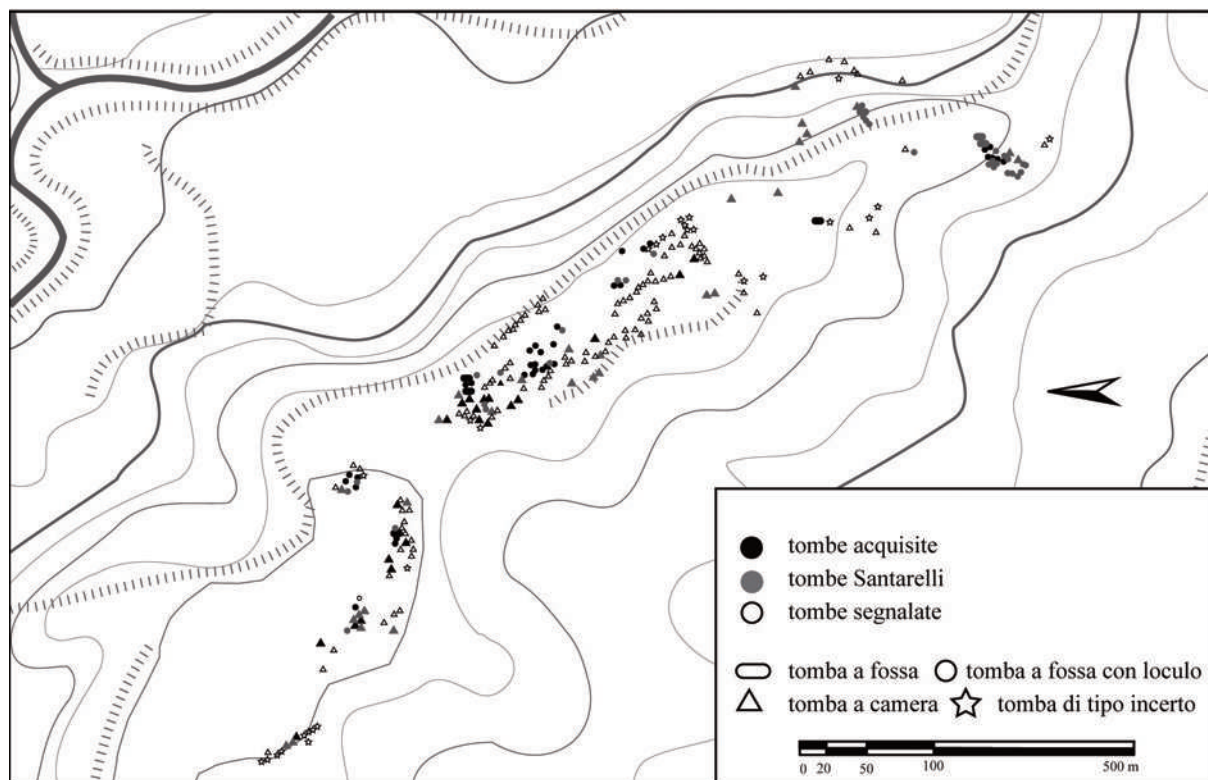 tombe acquisite
tombe Santarelli
tombe segnalate
tomba a fossa tomba a fossa con loculo
tomba a camera tomba di tipo incerto
0 20 50 100 500 m